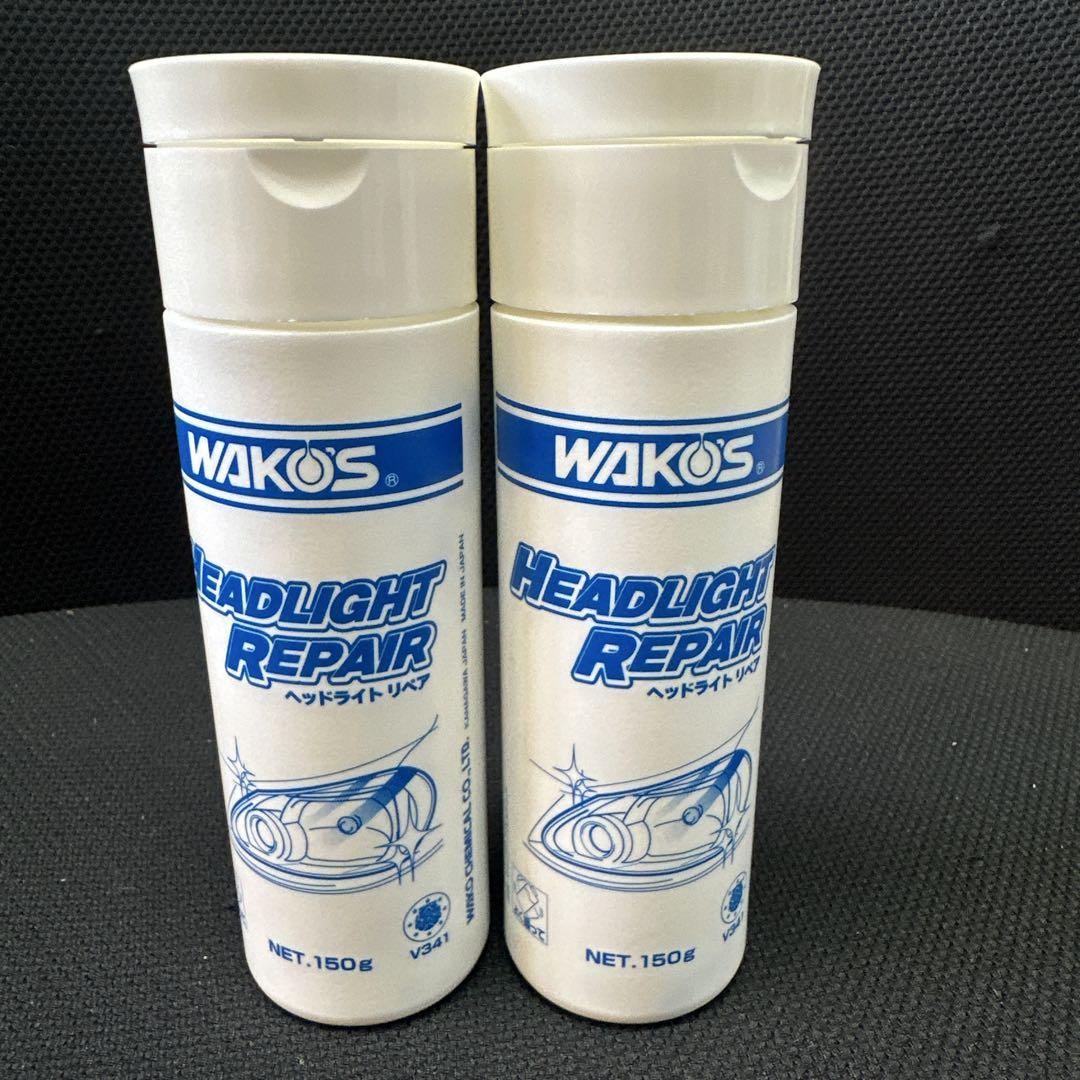 WAKO'S®
HEADLIGHT
REPAIR
ヘッドライト リペア
V341
NET.150g
WAKO CHEMICAL CO.,LTD. KANAGAWA JAPAN MADE IN JAPAN
WAKO'S®
HEADLIGHT
REPAIR
ヘッドライト リペア
V341
NET.150g